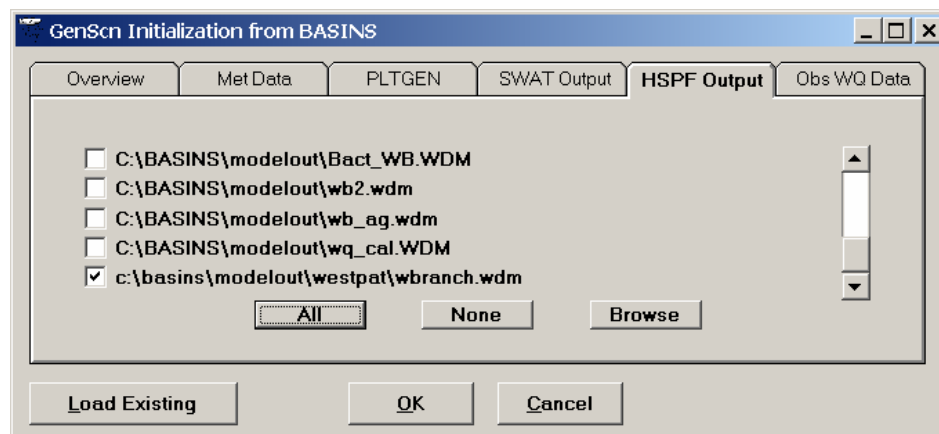 GenScn Initialization from BASINS
Overview Met Data PLTGEN SWAT Output HSPF Output Obs WQ Data
C:\BASINS\modelout\Bact_WB.WDM
C:\BASINS\modelout\wb2.wdm
C:\BASINS\modelout\wb_ag.wdm
C:\BASINS\modelout\wq_cal.WDM
c:\basins\modelout\westpat\wbranch.wdm
All None Browse
Load Existing OK Cancel